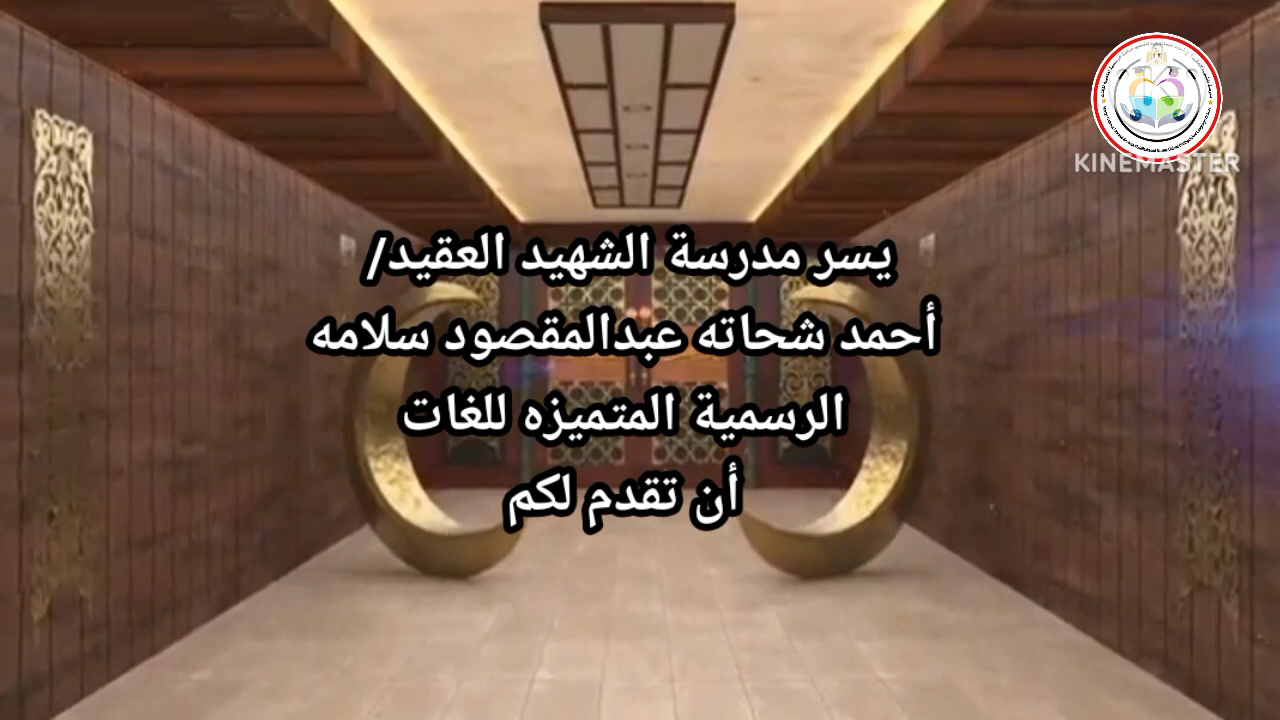 KINEMASTER
يسر مدرسة الشهيد العقيد/
أحمد شحاته عبدالمقصود سلامه
الرسمية المتميزه للغات
أن تقدم لكم